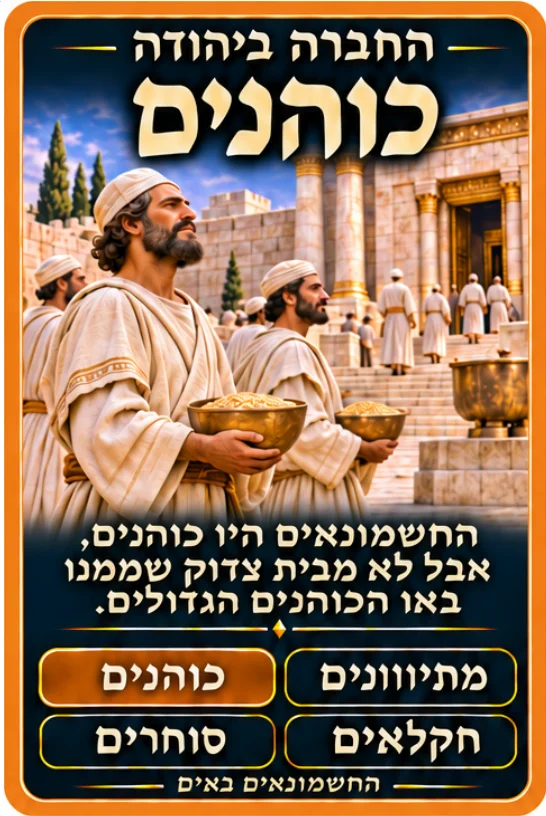 החברה ביהודה
כוהנים
החשמונאים היו כוהנים,
אבל לא מבית צדוק שממנו
באו הכוהנים הגדולים.
כוהנים
מתיווונים
סוחרים
חקלאים
החשמונאים באים